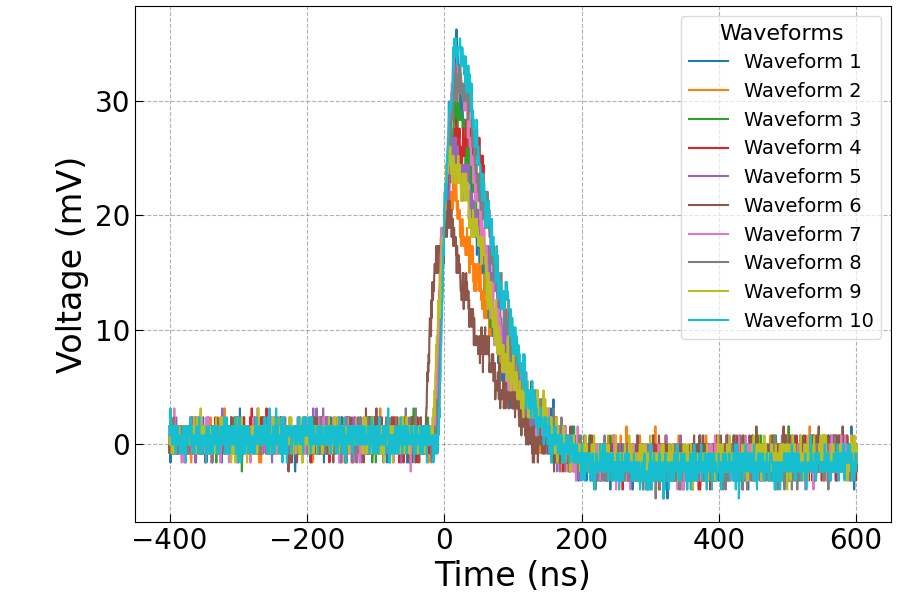 Voltage (mV)
30
20
10
0
−400
−200
0
200
400
600
Time (ns)
Waveforms
Waveform 1
Waveform 2
Waveform 3
Waveform 4
Waveform 5
Waveform 6
Waveform 7
Waveform 8
Waveform 9
Waveform 10